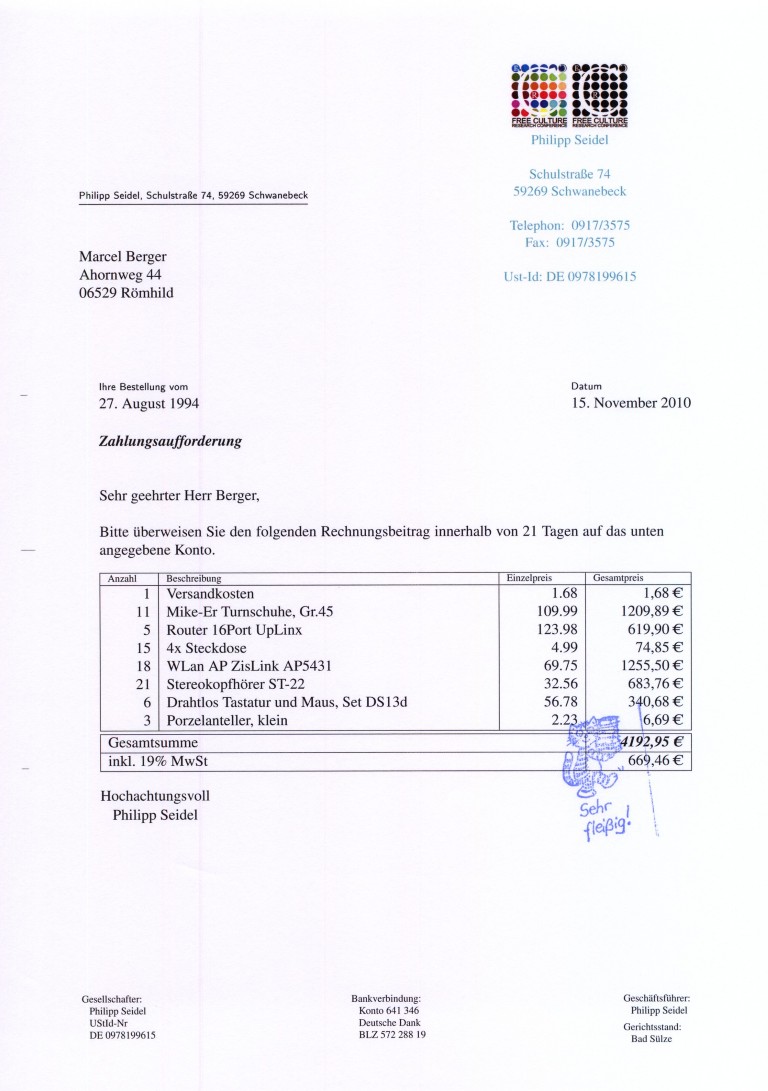 FREE CULTURE FREE CULTURE
RESEARCH CONFERENCE RESEARCH CONFERENCE
Philipp Seidel
Schulstraße 74
59269 Schwanebeck
Telephon: 0917/3575
Fax: 0917/3575
Ust-Id: DE 0978199615
Philipp Seidel, Schulstraße 74, 59269 Schwanebeck
Marcel Berger
Ahornweg 44
06529 Römhild
Ihre Bestellung vom Datum
27. August 1994 15. November 2010
Zahlungsaufforderung
Sehr geehrter Herr Berger,
Bitte überweisen Sie den folgenden Rechnungsbeitrag innerhalb von 21 Tagen auf das unten
angegebene Konto.
Anzahl Beschreibung Einzelpreis Gesamtpreis
1 Versandkosten 1.68 1,68 €
11 Mike-Er Turnschuhe, Gr.45 109.99 1209,89 €
5 Router 16Port UpLinx 123.98 619,90 €
15 4x Steckdose 4.99 74,85 €
18 WLan AP ZisLink AP5431 69.75 1255,50 €
21 Stereokopfhörer ST-22 32.56 683,76 €
6 Drahtlos Tastatur und Maus, Set DS13d 56.78 340,68 €
3 Porzelanteller, klein 2.23 6,69 €
Gesamtsumme 4192,95 €
inkl. 19% MwSt 669,46 €
Hochachtungsvoll
Philipp Seidel
Sehr
fleißig!
Gesellschafter: Bankverbindung: Geschäftsführer:
Philipp Seidel Konto 641 346 Philipp Seidel
UStId-Nr Deutsche Dank Gerichtsstand:
DE 0978199615 BLZ 572 288 19 Bad Sülze